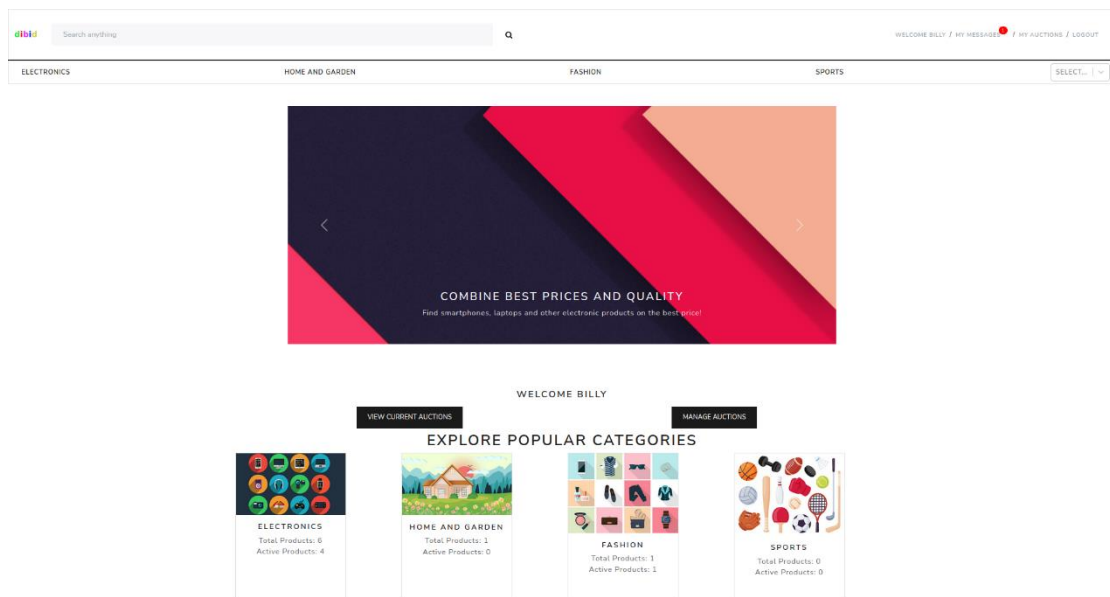 dibid Search anything WELCOME BILLY / MY MESSAGES 1 / MY AUCTIONS / LOGOUT
ELECTRONICS HOME AND GARDEN FASHION SPORTS SELECT...
COMBINE BEST PRICES AND QUALITY
Find smartphones, laptops and other electronic products on the best price!
WELCOME BILLY
VIEW CURRENT AUCTIONS MANAGE AUCTIONS
EXPLORE POPULAR CATEGORIES
ELECTRONICS
Total Products: 6
Active Products: 4
HOME AND GARDEN
Total Products: 1
Active Products: 0
FASHION
Total Products: 1
Active Products: 1
SPORTS
Total Products: 0
Active Products: 0